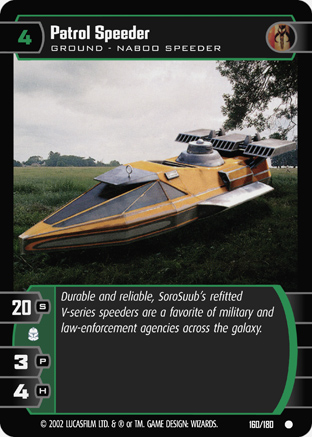 4
Patrol Speeder
GROUND - NABOO SPEEDER
20 S
Durable and reliable, SoroSuub's refitted
V-series speeders are a favorite of military and
law-enforcement agencies across the galaxy.
3 P
4 H
© 2002 LUCASFILM LTD. & ® or TM. GAME DESIGN: WIZARDS.
160/180